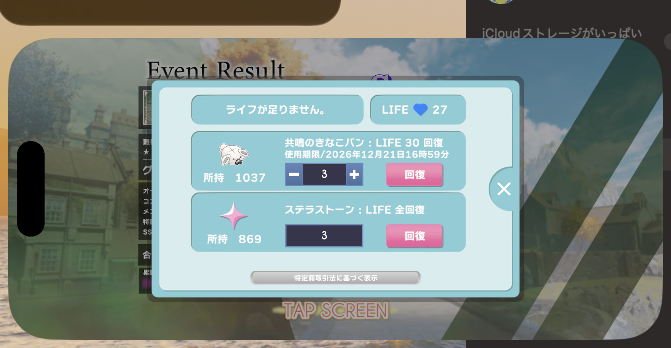 iCloudストレージがいっぱい
Event Result
ライフが足りません。
LIFE 27
共鳴のきなこパン：LIFE 30 回復
使用期限/2026年12月21日16時59分
所持 1037
− 3 +
回復
ステラストーン：LIFE 全回復
所持 869
3
回復
特定商取引法に基づく表示
TAP SCREEN